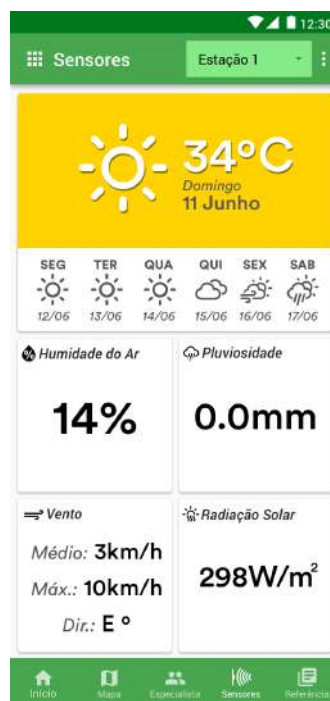 12:30
Sensores
Estação 1
34°C
Domingo
11 Junho
SEG TER QUA QUI SEX SAB
12/06 13/06 14/06 15/06 16/06 17/06
Humidade do Ar
Pluviosidade
14%
0.0mm
Vento
Radiação Solar
Médio: 3km/h
Máx.: 10km/h
Dir.: E °
298W/m²
Início Mapa Especialista Sensores Referência